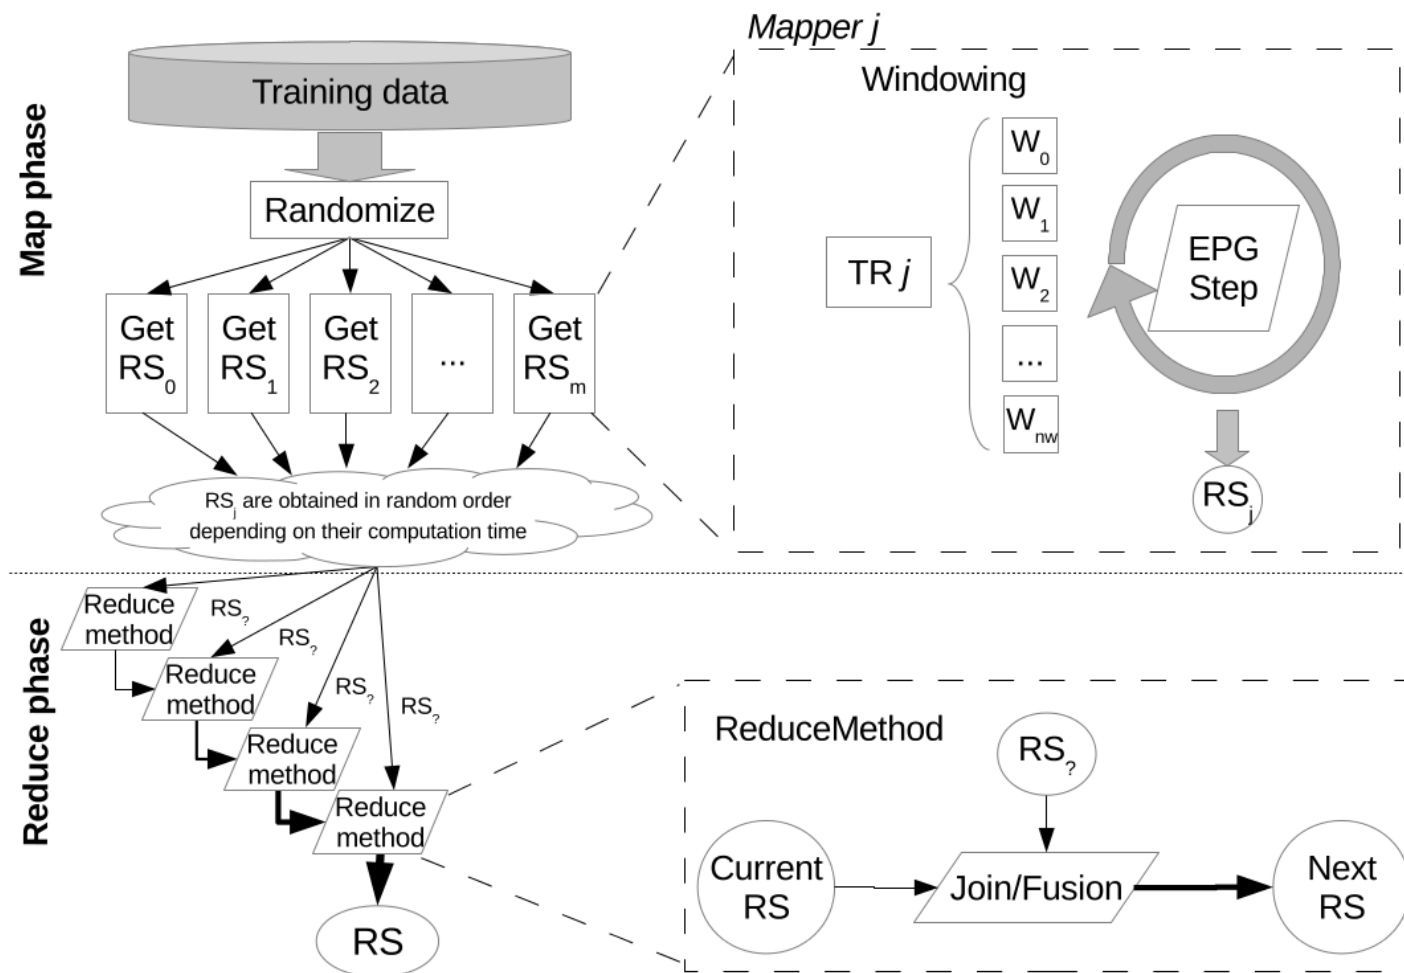 Map phase
Training data
Randomize
Get
RS0
Get
RS1
Get
RS2
...
Get
RSm
RSj are obtained in random order
depending on their computation time
Mapper j
Windowing
TR j
W0
W1
W2
...
Wnw
EPG
Step
RSj
Reduce phase
Reduce
method
RS?
Reduce
method
RS?
Reduce
method
RS?
Reduce
method
RS?
RS
ReduceMethod
RS?
Current
RS
Join/Fusion
Next
RS